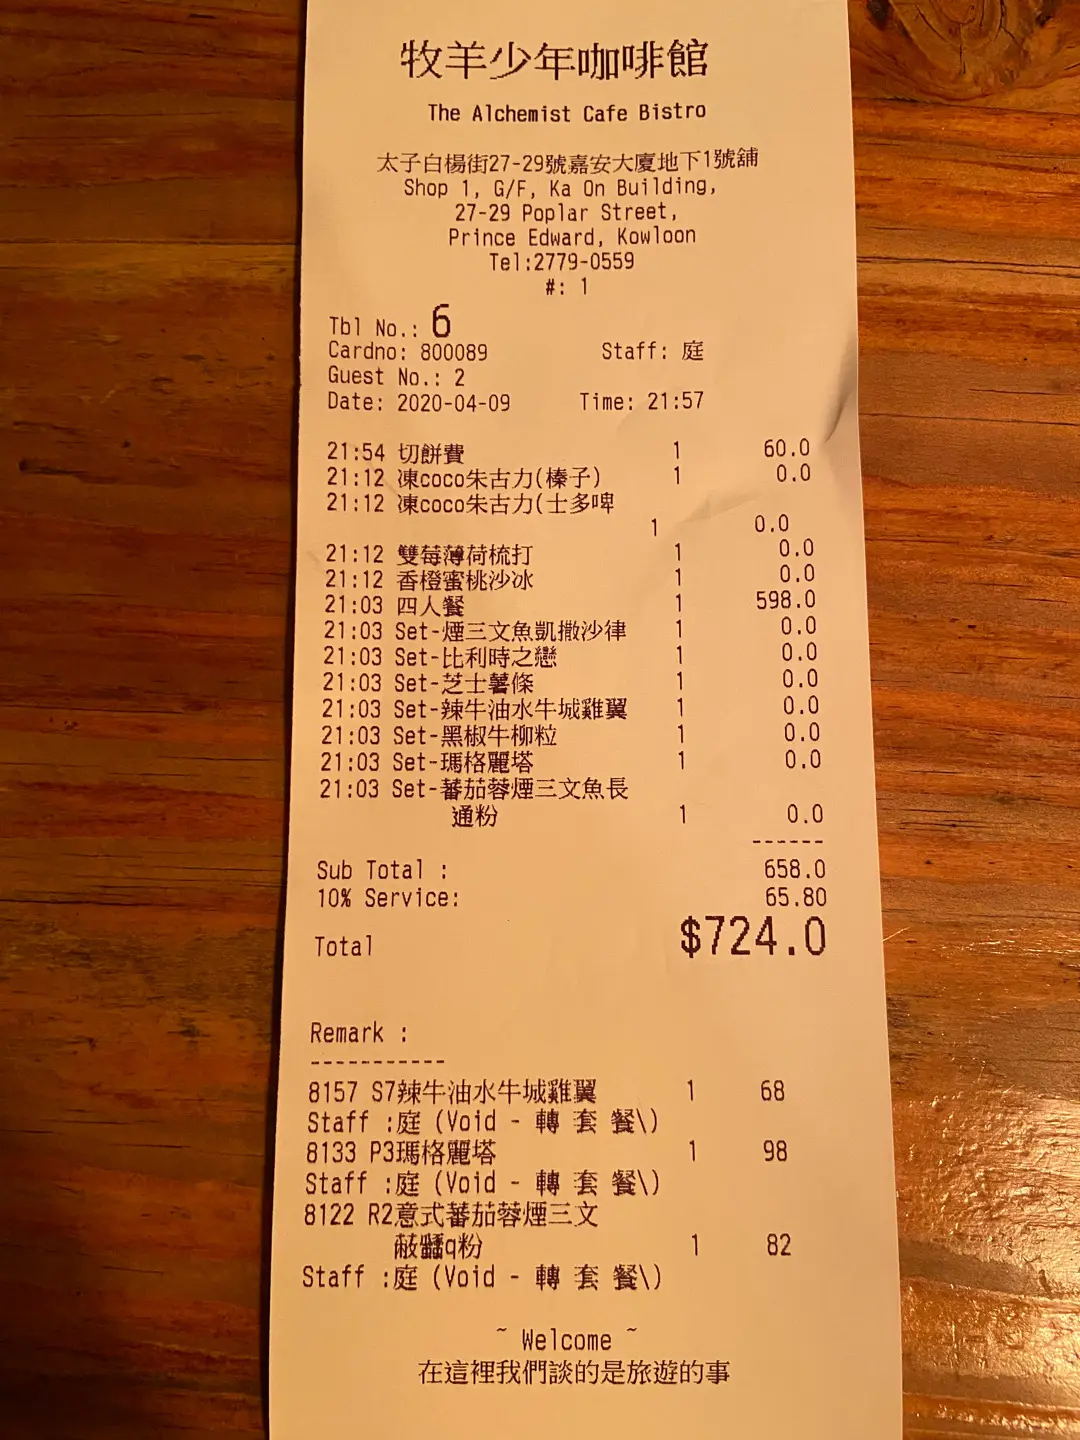 牧羊少年咖啡館
The Alchemist Cafe Bistro
太子白楊街27-29號嘉安大廈地下1號舖
Shop 1, G/F, Ka On Building,
27-29 Poplar Street,
Prince Edward, Kowloon
Tel:2779-0559
#: 1
Tbl No.: 6
Cardno: 800089 Staff: 庭
Guest No.: 2
Date: 2020-04-09 Time: 21:57
21:54 切餅費 1 60.0
21:12 凍coco朱古力(榛子) 1 0.0
21:12 凍coco朱古力(士多啤
1 0.0
21:12 雙莓薄荷梳打 1 0.0
21:12 香橙蜜桃沙冰 1 0.0
21:03 四人餐 1 598.0
21:03 Set-煙三文魚凱撒沙律 1 0.0
21:03 Set-比利時之戀 1 0.0
21:03 Set-芝士薯條 1 0.0
21:03 Set-辣牛油水牛城雞翼 1 0.0
21:03 Set-黑椒牛柳粒 1 0.0
21:03 Set-瑪格麗塔 1 0.0
21:03 Set-蕃茄蓉煙三文魚長
通粉 1 0.0
------
Sub Total : 658.0
10% Service: 65.80
Total $724.0
Remark :
-----------
8157 S7辣牛油水牛城雞翼 1 68
Staff :庭 (Void - 轉 套 餐\)
8133 P3瑪格麗塔 1 98
Staff :庭 (Void - 轉 套 餐\)
8122 R2意式蕃茄蓉煙三文
q粉 1 82
Staff :庭 (Void - 轉 套 餐\)
~ Welcome ~
在這裡我們談的是旅遊的事